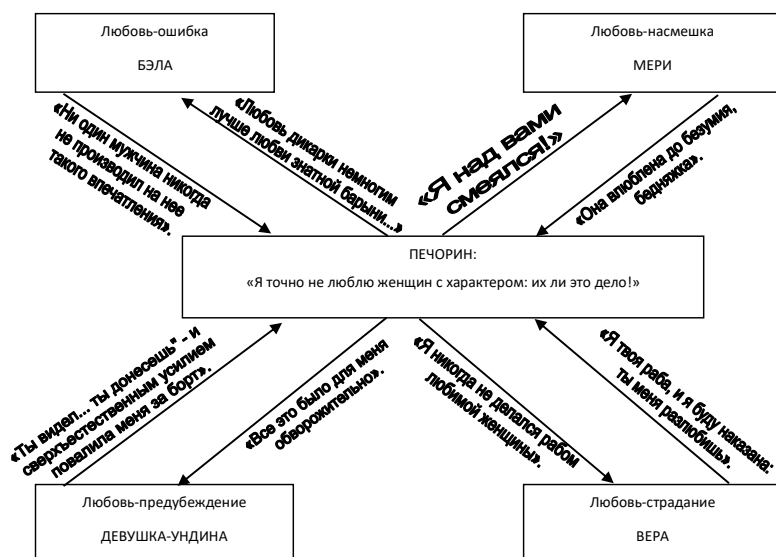 Любовь-ошибка
БЭЛА
Любовь-насмешка
МЕРИ
«Ни один мужчина никогда
не производил на нее
такого впечатления».
«Любовь дикарки немногим
лучше любви знатной барыни...»
«Я над вами
смеялся!»
«Она влюблена до безумия,
бедняжка».
ПЕЧОРИН:
«Я точно не люблю женщин с характером: их ли это дело!»
«Ты видел... ты донесешь" - и
сверхъестественным усилием
повалила меня за борт».
«Все это было для меня
обворожительно».
«Я никогда не делался рабом
любимой женщины».
«Я твоя раба, и я буду наказана:
ты меня разлюбишь».
Любовь-предубеждение
ДЕВУШКА-УНДИНА
Любовь-страдание
ВЕРА